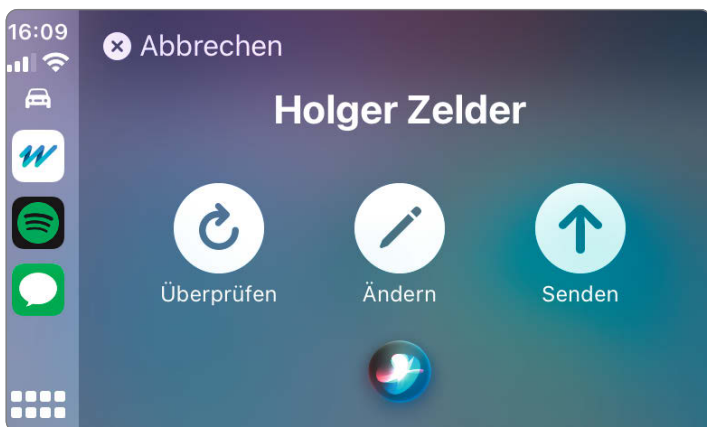 16:09
Abbrechen
Holger Zelder
Überprüfen
Ändern
Senden